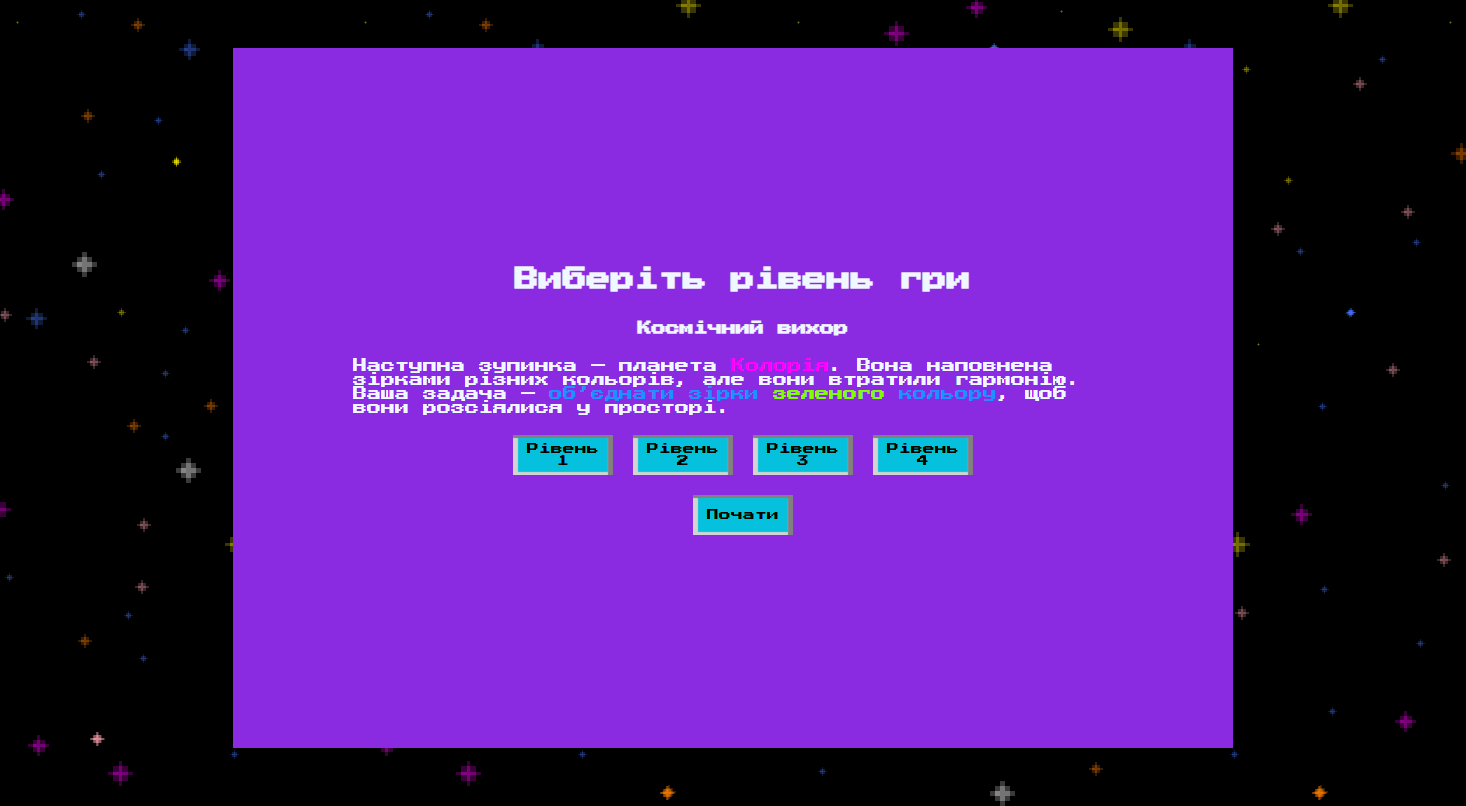 Виберіть рівень гри
Космічний вихор
Наступна зупинка — планета Колорія. Вона наповнена
зірками різних кольорів, але вони втратили гармонію.
Ваша задача — об'єднати зірки зеленого кольору, щоб
вони розсіялися у просторі.
Рівень 1
Рівень 2
Рівень 3
Рівень 4
Почати